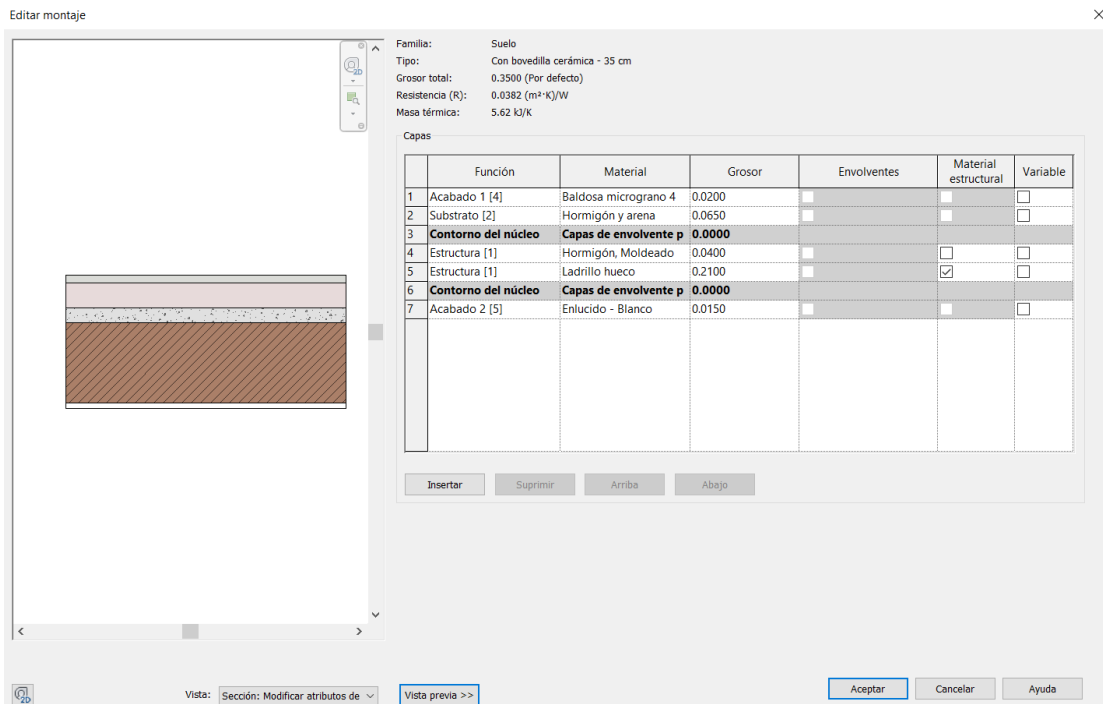 Editar montaje
Familia: Suelo
Tipo: Con bovedilla cerámica - 35 cm
Grosor total: 0.3500 (Por defecto)
Resistencia (R): 0.0382 (m²·K)/W
Masa térmica: 5.62 kJ/K
Capas
Función Material Grosor Envolventes Material estructural Variable
1 Acabado 1 [4] Baldosa micrograno 4 0.0200
2 Substrato [2] Hormigón y arena 0.0650
3 Contorno del núcleo Capas de envolvente p 0.0000
4 Estructura [1] Hormigón, Moldeado 0.0400
5 Estructura [1] Ladrillo hueco 0.2100
6 Contorno del núcleo Capas de envolvente p 0.0000
7 Acabado 2 [5] Enlucido - Blanco 0.0150
Insertar Suprimir Arriba Abajo
Vista: Sección: Modificar atributos de Vista previa >> Aceptar Cancelar Ayuda
2D
2D